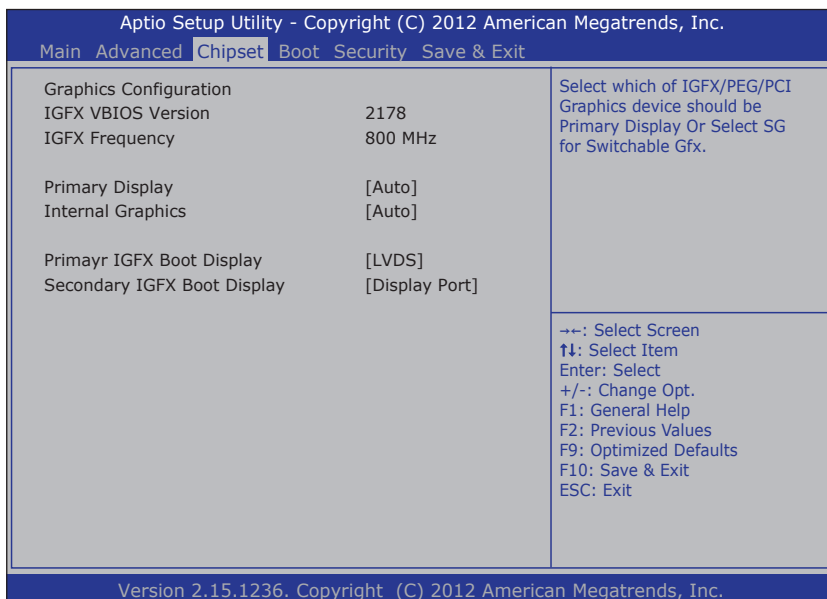 Aptio Setup Utility - Copyright (C) 2012 American Megatrends, Inc.
Main Advanced Chipset Boot Security Save & Exit
Graphics Configuration
IGFX VBIOS Version 2178
IGFX Frequency 800 MHz
Primary Display [Auto]
Internal Graphics [Auto]
Primayr IGFX Boot Display [LVDS]
Secondary IGFX Boot Display [Display Port]
Select which of IGFX/PEG/PCI
Graphics device should be
Primary Display Or Select SG
for Switchable Gfx.
→←: Select Screen
↑↓: Select Item
Enter: Select
+/-: Change Opt.
F1: General Help
F2: Previous Values
F9: Optimized Defaults
F10: Save & Exit
ESC: Exit
Version 2.15.1236. Copyright (C) 2012 American Megatrends, Inc.